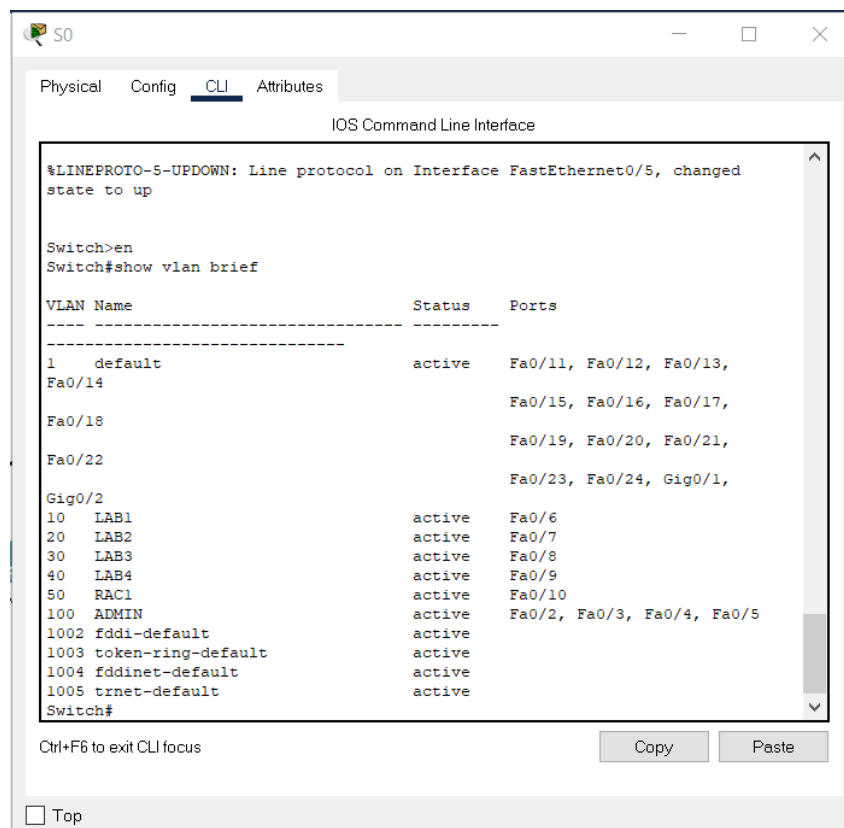 S0
Physical Config CLI Attributes
IOS Command Line Interface
%LINEPROTO-5-UPDOWN: Line protocol on Interface FastEthernet0/5, changed
state to up
Switch>en
Switch#show vlan brief
VLAN Name                             Status    Ports
---- -------------------------------- ---------
-------------------------------
1    default                          active    Fa0/11, Fa0/12, Fa0/13,
Fa0/14
                                                Fa0/15, Fa0/16, Fa0/17,
Fa0/18
                                                Fa0/19, Fa0/20, Fa0/21,
Fa0/22
                                                Fa0/23, Fa0/24, Gig0/1,
Gig0/2
10   LAB1                             active    Fa0/6
20   LAB2                             active    Fa0/7
30   LAB3                             active    Fa0/8
40   LAB4                             active    Fa0/9
50   RAC1                             active    Fa0/10
100  ADMIN                            active    Fa0/2, Fa0/3, Fa0/4, Fa0/5
1002 fddi-default                     active
1003 token-ring-default               active
1004 fddinet-default                  active
1005 trnet-default                    active
Switch#
Ctrl+F6 to exit CLI focus Copy Paste
Top